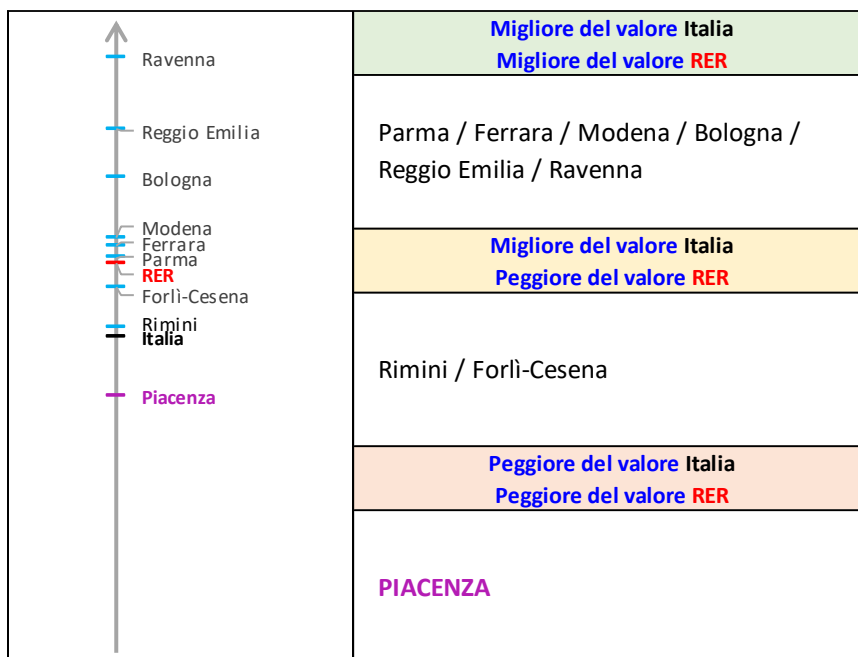 Ravenna
Reggio Emilia
Bologna
Modena
Ferrara
Parma
RER
Forlì-Cesena
Rimini
Italia
Piacenza
Migliore del valore Italia
Migliore del valore RER
Parma / Ferrara / Modena / Bologna /
Reggio Emilia / Ravenna
Migliore del valore Italia
Peggiore del valore RER
Rimini / Forlì-Cesena
Peggiore del valore Italia
Peggiore del valore RER
PIACENZA